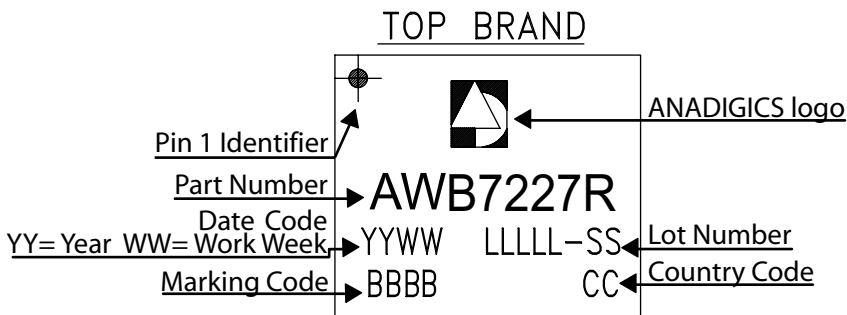 TOP BRAND
ANADIGICS logo
Pin 1 Identifier
Part Number
AWB7227R
Date Code
YY= Year WW= Work Week
YYWW LLLLL-SS
Lot Number
Marking Code
BBBB CC
Country Code